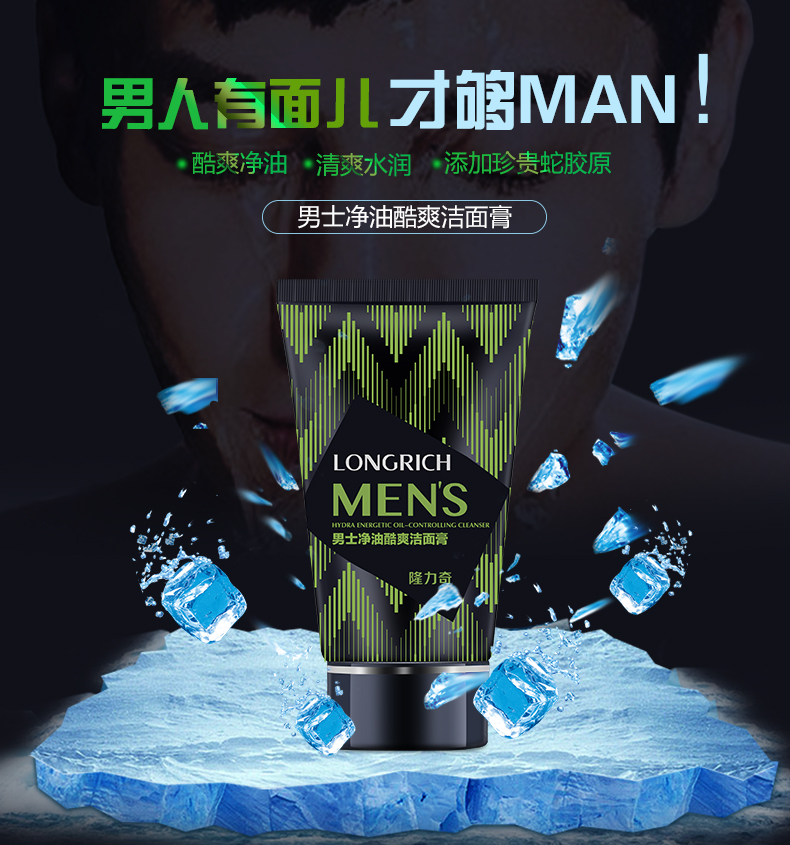 男人有面儿才够MAN！
•酷爽净油 •清爽水润 •添加珍贵蛇胶原
男士净油酷爽洁面膏
LONGRICH
MEN'S
HYDRA ENERGETIC OIL-CONTROLLING CLEANSER
男士净油酷爽洁面膏
隆力奇